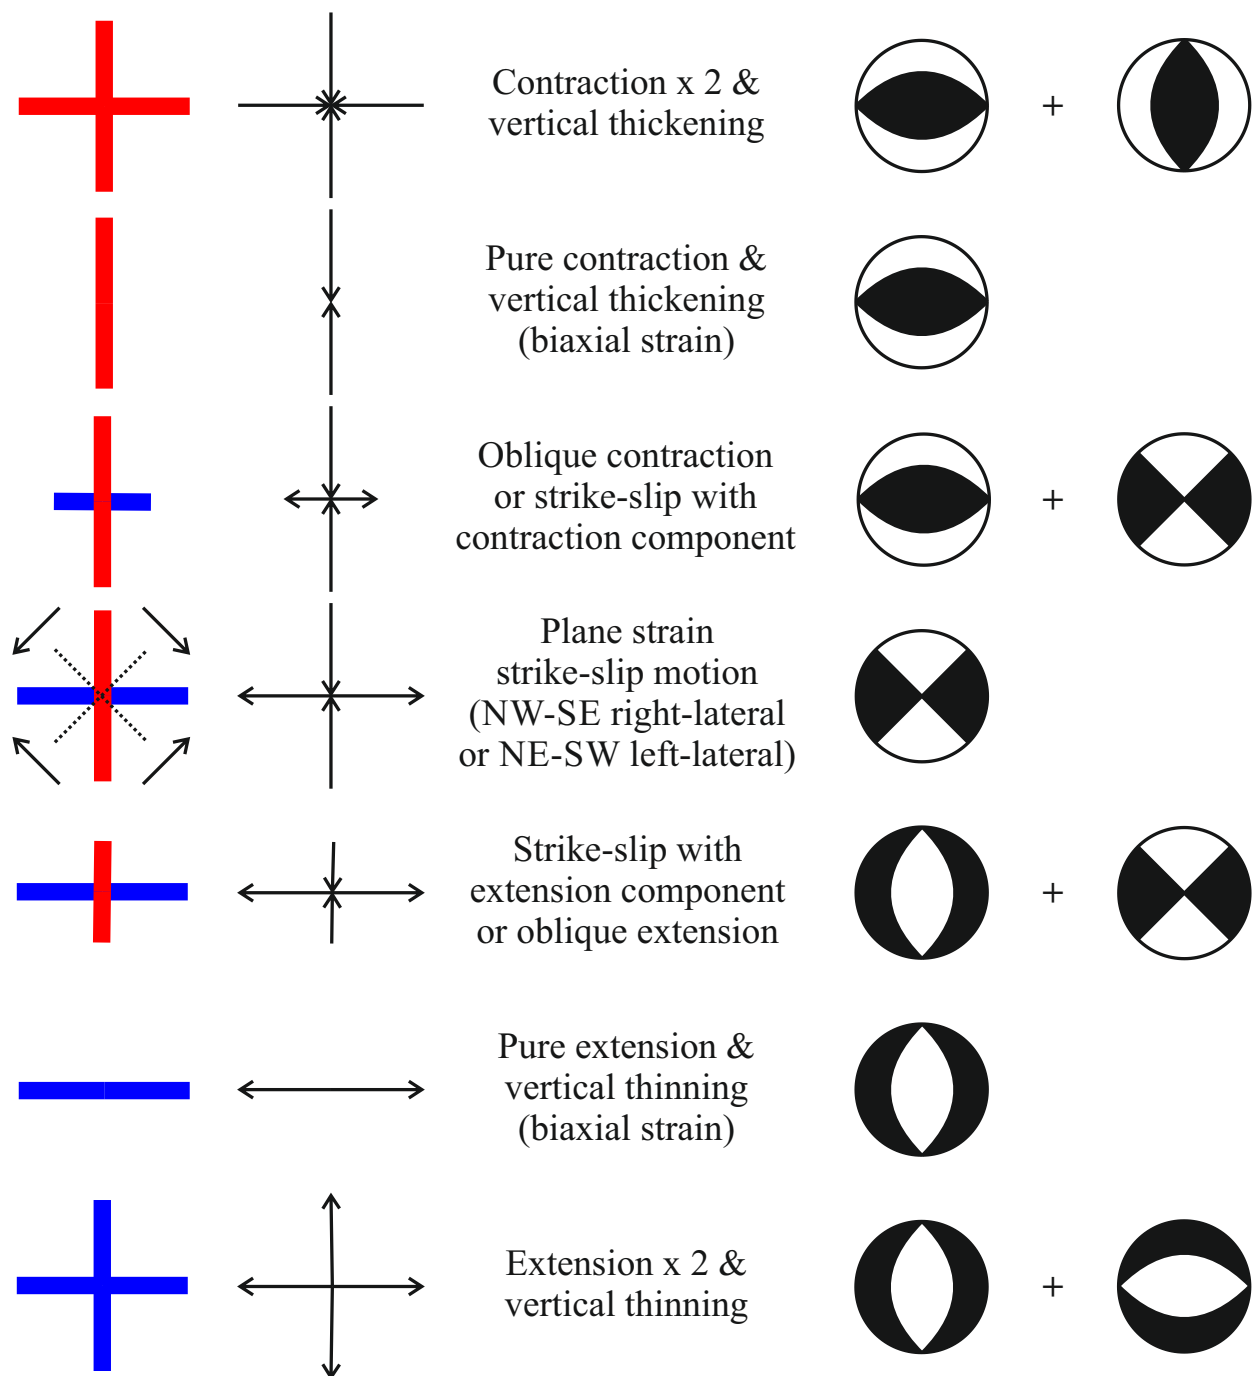 Contraction x 2 &
vertical thickening
+
Pure contraction &
vertical thickening
(biaxial strain)
Oblique contraction
or strike-slip with
contraction component
+
Plane strain
strike-slip motion
(NW-SE right-lateral
or NE-SW left-lateral)
Strike-slip with
extension component
or oblique extension
+
Pure extension &
vertical thinning
(biaxial strain)
Extension x 2 &
vertical thinning
+